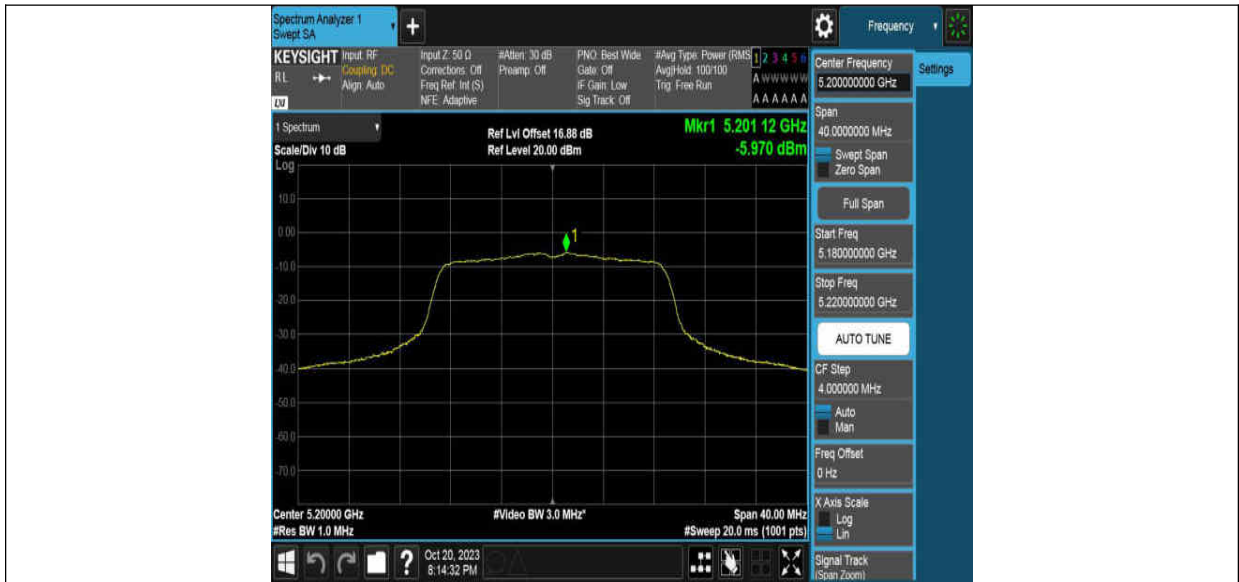 Spectrum Analyzer 1
Swept SA
+
Frequency
KEYSIGHT
Input: RF
Coupling: DC
Align: Auto
RL
LXI
Input Z: 50 Ω
Corrections: Off
Freq Ref: Int (S)
NFE: Adaptive
#Atten: 30 dB
Preamp: Off
PNO: Best Wide
Gate: Off
IF Gain: Low
Sig Track: Off
#Avg Type: Power (RMS
Avg|Hold: 100/100
Trig: Free Run
1 2 3 4 5 6
A W W W W W
A A A A A A
1 Spectrum
Scale/Div 10 dB
Log
Ref Lvl Offset 16.88 dB
Ref Level 20.00 dBm
Mkr1 5.201 12 GHz
-5.970 dBm
10.0
0.00
-10.0
-20.0
-30.0
-40.0
-50.0
-60.0
-70.0
1
Center 5.20000 GHz
#Res BW 1.0 MHz
#Video BW 3.0 MHz*
Span 40.00 MHz
#Sweep 20.0 ms (1001 pts)
?
Oct 20, 2023
8:14:32 PM
Center Frequency
5.200000000 GHz
Settings
Span
40.0000000 MHz
Swept Span
Zero Span
Full Span
Start Freq
5.180000000 GHz
Stop Freq
5.220000000 GHz
AUTO TUNE
CF Step
4.000000 MHz
Auto
Man
Freq Offset
0 Hz
X Axis Scale
Log
Lin
Signal Track
(Span Zoom)